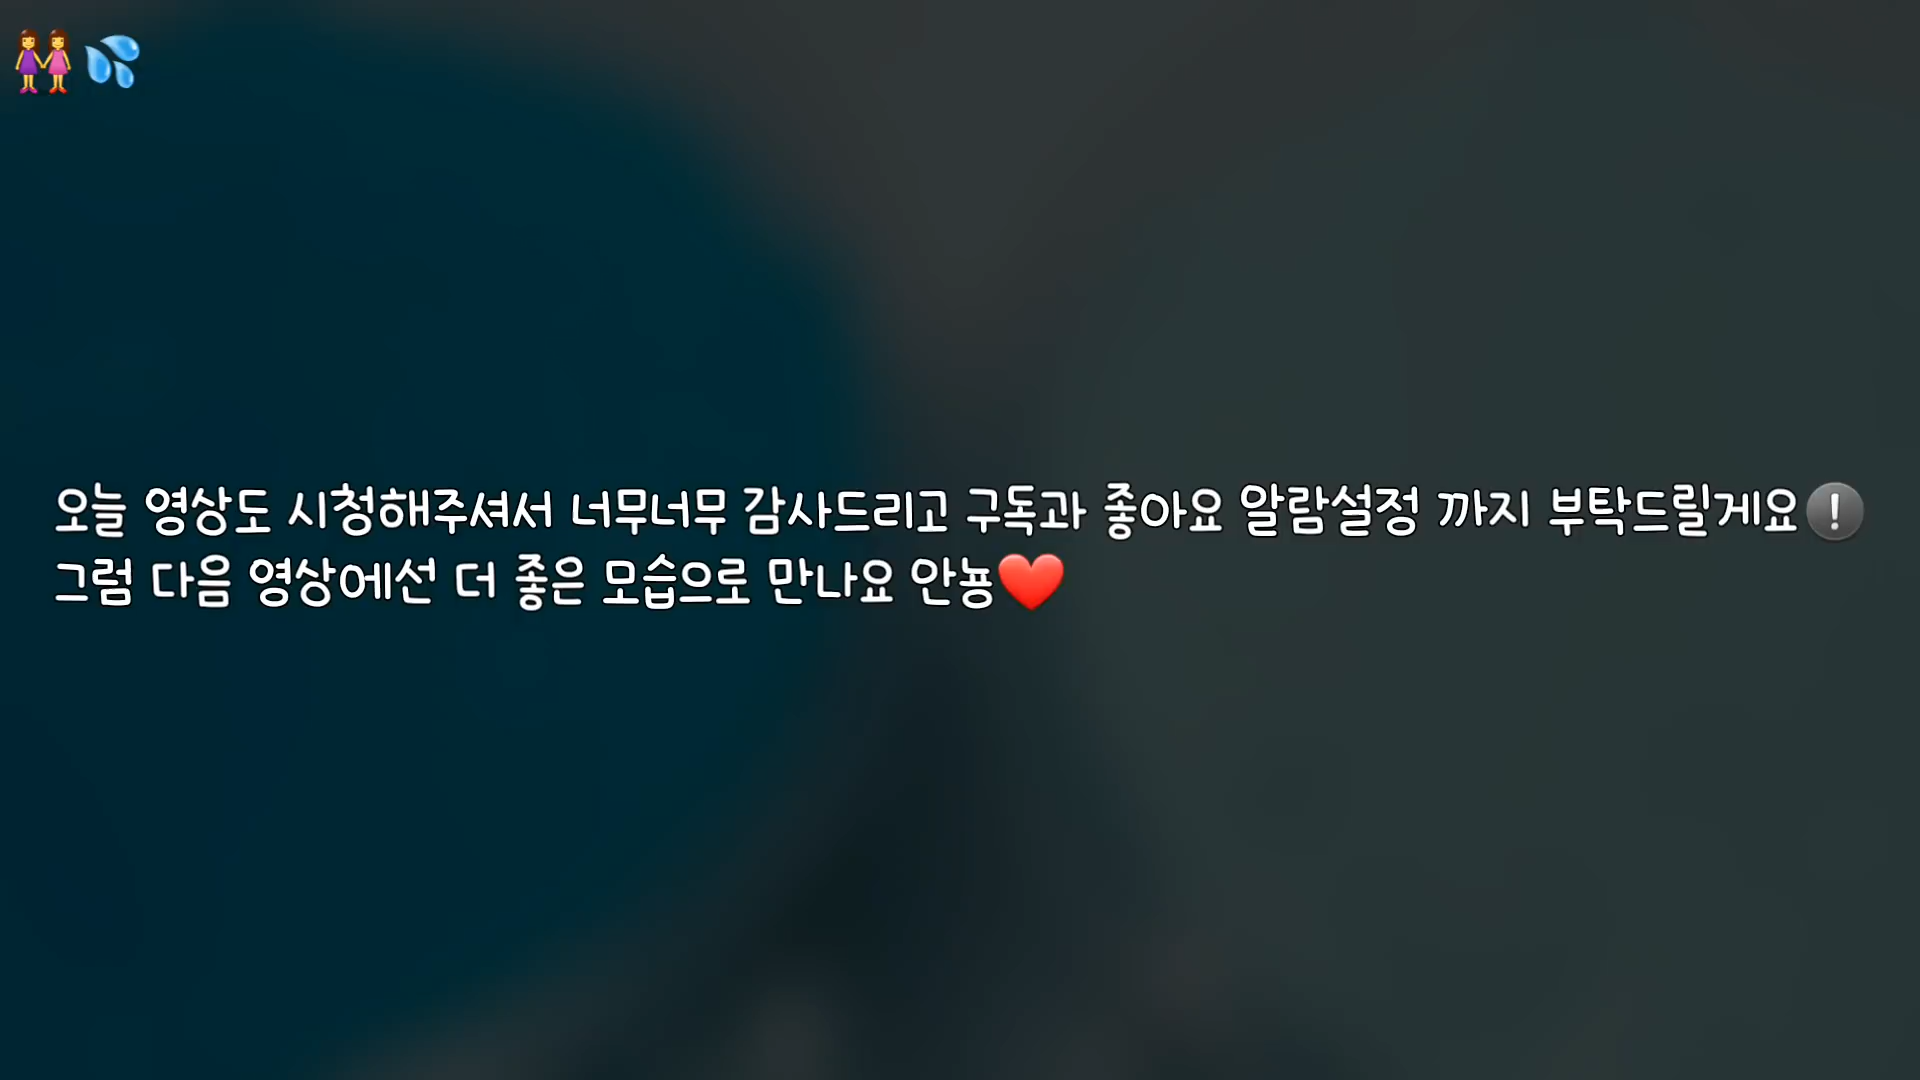 👭💦
오늘 영상도 시청해주셔서 너무너무 감사드리고 구독과 좋아요 알람설정 까지 부탁드릴게요❕
그럼 다음 영상에선 더 좋은 모습으로 만나요 안뇽❤️